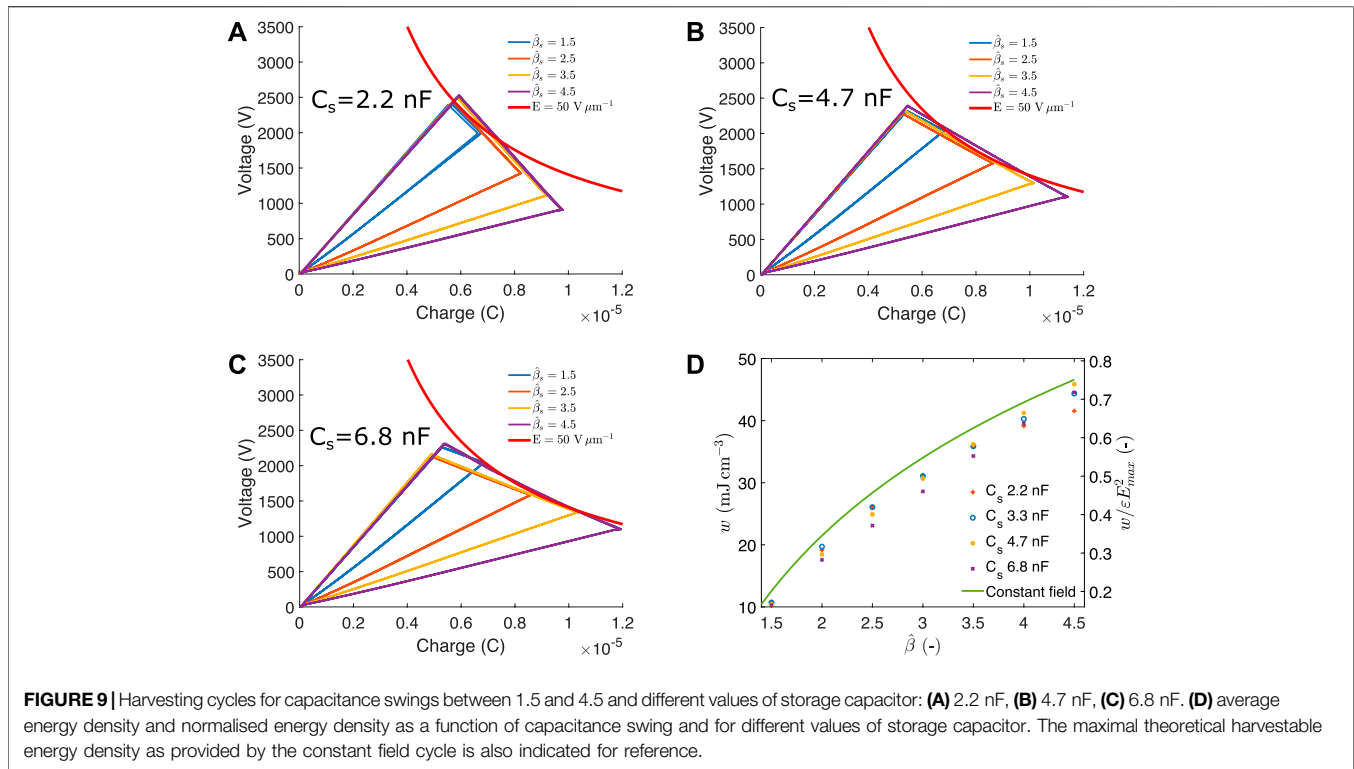 A
3500
3000
2500
2000
1500
1000
500
0
Voltage (V)
C_s=2.2 nF
β̂_s = 1.5
β̂_s = 2.5
β̂_s = 3.5
β̂_s = 4.5
E = 50 V μm⁻¹
0 0.2 0.4 0.6 0.8 1 1.2
Charge (C)
×10⁻⁵
B
3500
3000
2500
2000
1500
1000
500
0
Voltage (V)
C_s=4.7 nF
β̂_s = 1.5
β̂_s = 2.5
β̂_s = 3.5
β̂_s = 4.5
E = 50 V μm⁻¹
0 0.2 0.4 0.6 0.8 1 1.2
Charge (C)
×10⁻⁵
C
3500
3000
2500
2000
1500
1000
500
0
Voltage (V)
C_s=6.8 nF
β̂_s = 1.5
β̂_s = 2.5
β̂_s = 3.5
β̂_s = 4.5
E = 50 V μm⁻¹
0 0.2 0.4 0.6 0.8 1 1.2
Charge (C)
×10⁻⁵
D
50
40
30
20
10
w (mJ cm⁻³)
0.8
0.7
0.6
0.5
0.4
0.3
0.2
w/εE²_max (-)
C_s 2.2 nF
C_s 3.3 nF
C_s 4.7 nF
C_s 6.8 nF
Constant field
1.5 2 2.5 3 3.5 4 4.5
β̂ (-)
FIGURE 9 | Harvesting cycles for capacitance swings between 1.5 and 4.5 and different values of storage capacitor: (A) 2.2 nF, (B) 4.7 nF, (C) 6.8 nF. (D) average
energy density and normalised energy density as a function of capacitance swing and for different values of storage capacitor. The maximal theoretical harvestable
energy density as provided by the constant field cycle is also indicated for reference.